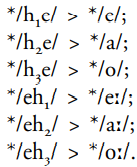 */h₁e/ > */e/;
*/h₂e/ > */a/;
*/h₃e/ > */o/;
*/eh₁/ > */eː/;
*/eh₂/ > */aː/;
*/eh₃/ > */oː/;